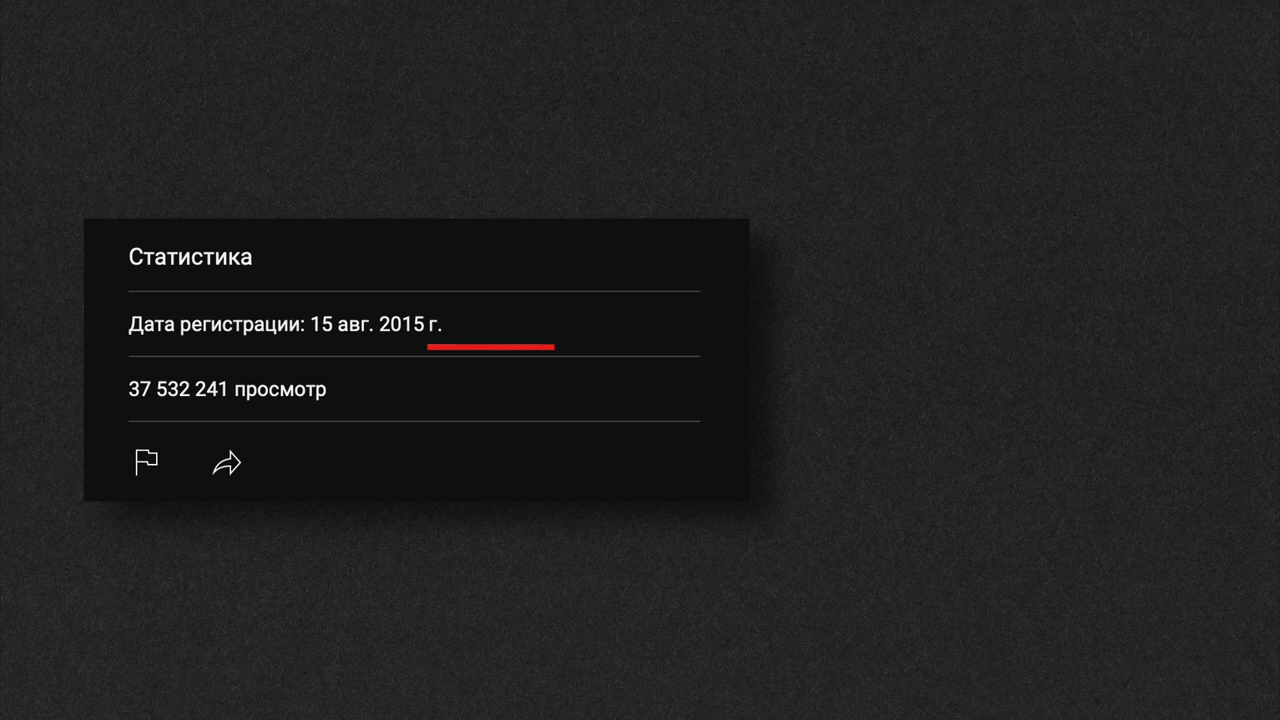 Статистика
Дата регистрации: 15 авг. 2015 г.
37 532 241 просмотр